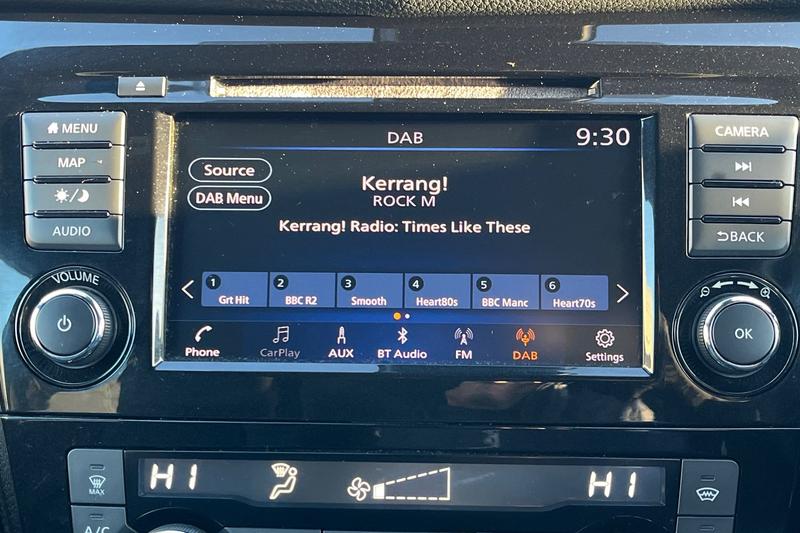 MENU
MAP
AUDIO
VOLUME
DAB
9:30
Source
DAB Menu
Kerrang!
ROCK M
Kerrang! Radio: Times Like These
1 Grt Hit
2 BBC R2
3 Smooth
4 Heart80s
5 BBC Manc
6 Heart70s
Phone
CarPlay
AUX
BT Audio
FM
DAB
Settings
CAMERA
BACK
OK
MAX
A/C
HI
HI